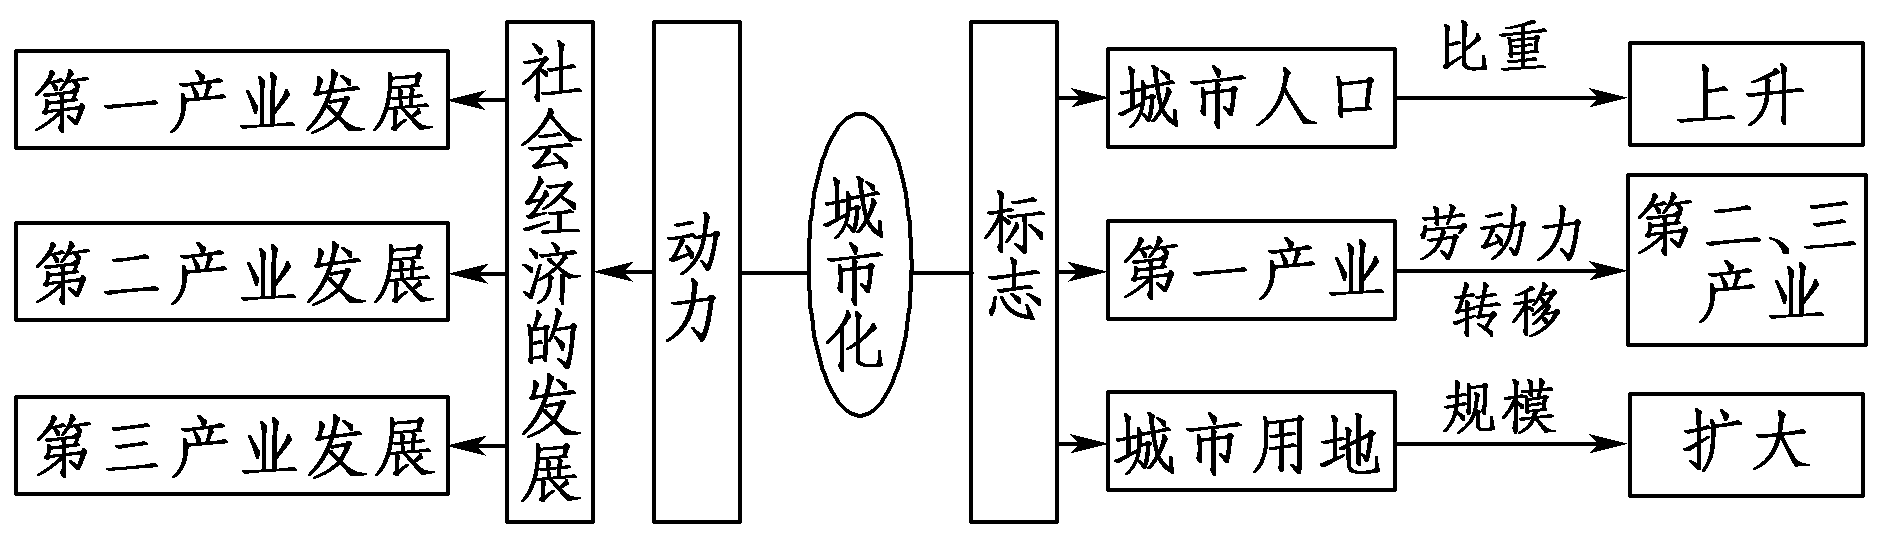 第一产业发展
第二产业发展
第三产业发展
社会经济的发展
动力
城市化
标志
城市人口
比重
上升
第一产业
劳动力
转移
第二、三
产业
城市用地
规模
扩大